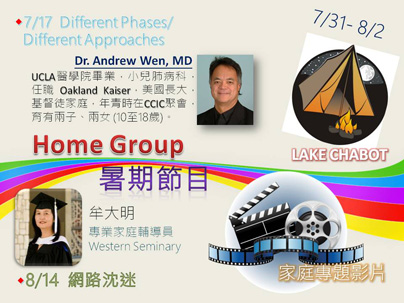 7/17 Different Phases/
Different Approaches
7/31- 8/2
Dr. Andrew Wen, MD
UCLA醫學院畢業，小兒肺病科，
任職 Oakland Kaiser，美國長大，
基督徒家庭，年青時在CCIC聚會，
育有兩子、兩女 (10至18歲)。
LAKE CHABOT
Home Group
暑期節目
牟大明
專業家庭輔導員
Western Seminary
家庭專題影片
8/14 網路沈迷